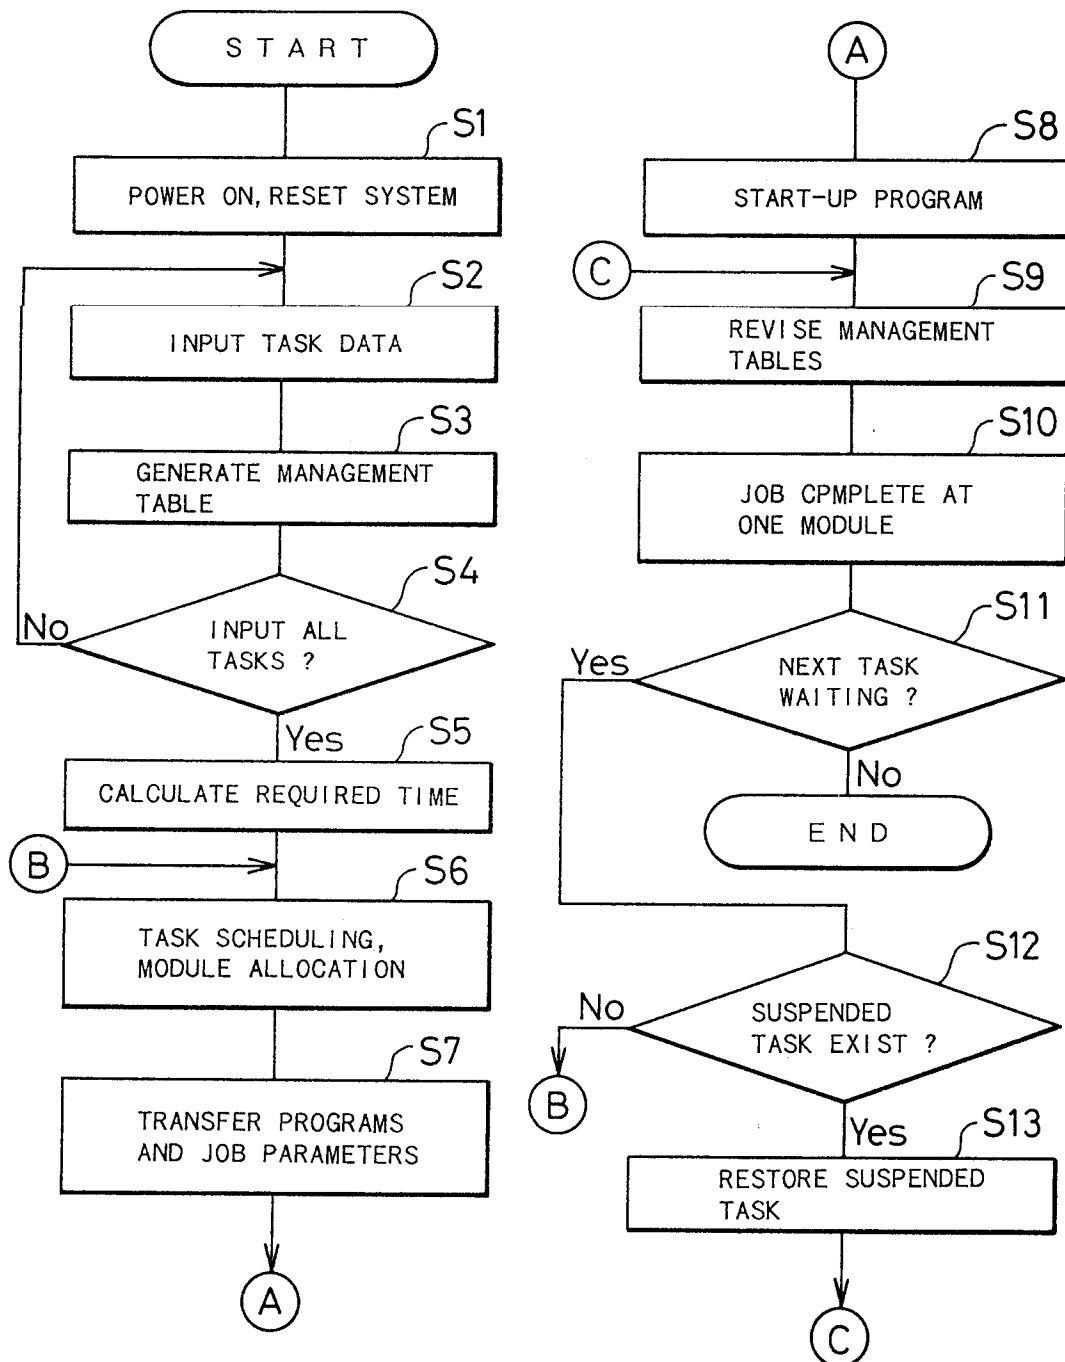 START
S1
POWER ON, RESET SYSTEM
S2
INPUT TASK DATA
S3
GENERATE MANAGEMENT
TABLE
S4
No
INPUT ALL
TASKS ?
Yes
S5
CALCULATE REQUIRED TIME
B
S6
TASK SCHEDULING,
MODULE ALLOCATION
S7
TRANSFER PROGRAMS
AND JOB PARAMETERS
A
A
S8
START-UP PROGRAM
C
S9
REVISE MANAGEMENT
TABLES
S10
JOB CPMPLETE AT
ONE MODULE
S11
Yes
NEXT TASK
WAITING ?
No
END
S12
No
SUSPENDED
TASK EXIST ?
B
Yes
S13
RESTORE SUSPENDED
TASK
C